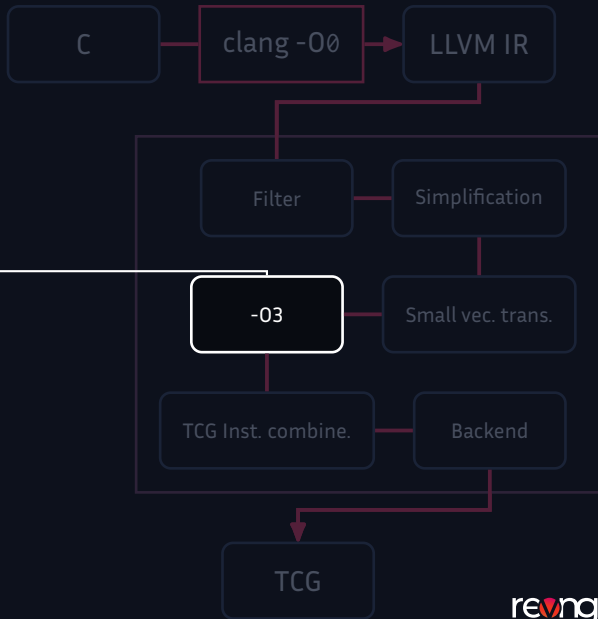 C
clang -O0
LLVM IR
Filter
Simplification
-O3
Small vec. trans.
TCG Inst. combine.
Backend
TCG
revng